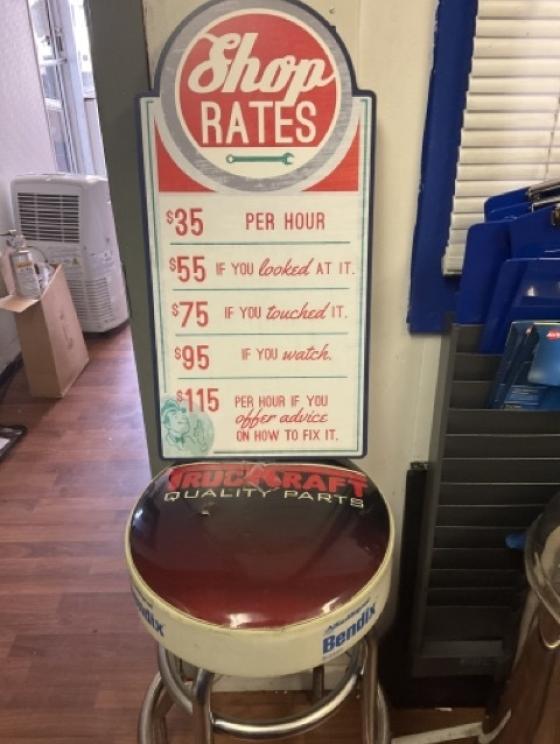 Shop
RATES
$35 PER HOUR
$55 IF YOU looked AT IT.
$75 IF YOU touched IT.
$95 IF YOU watch.
$115 PER HOUR IF YOU
offer advice
ON HOW TO FIX IT.
TRUCKRAFT
QUALITY PARTS
Bendix
Bendix